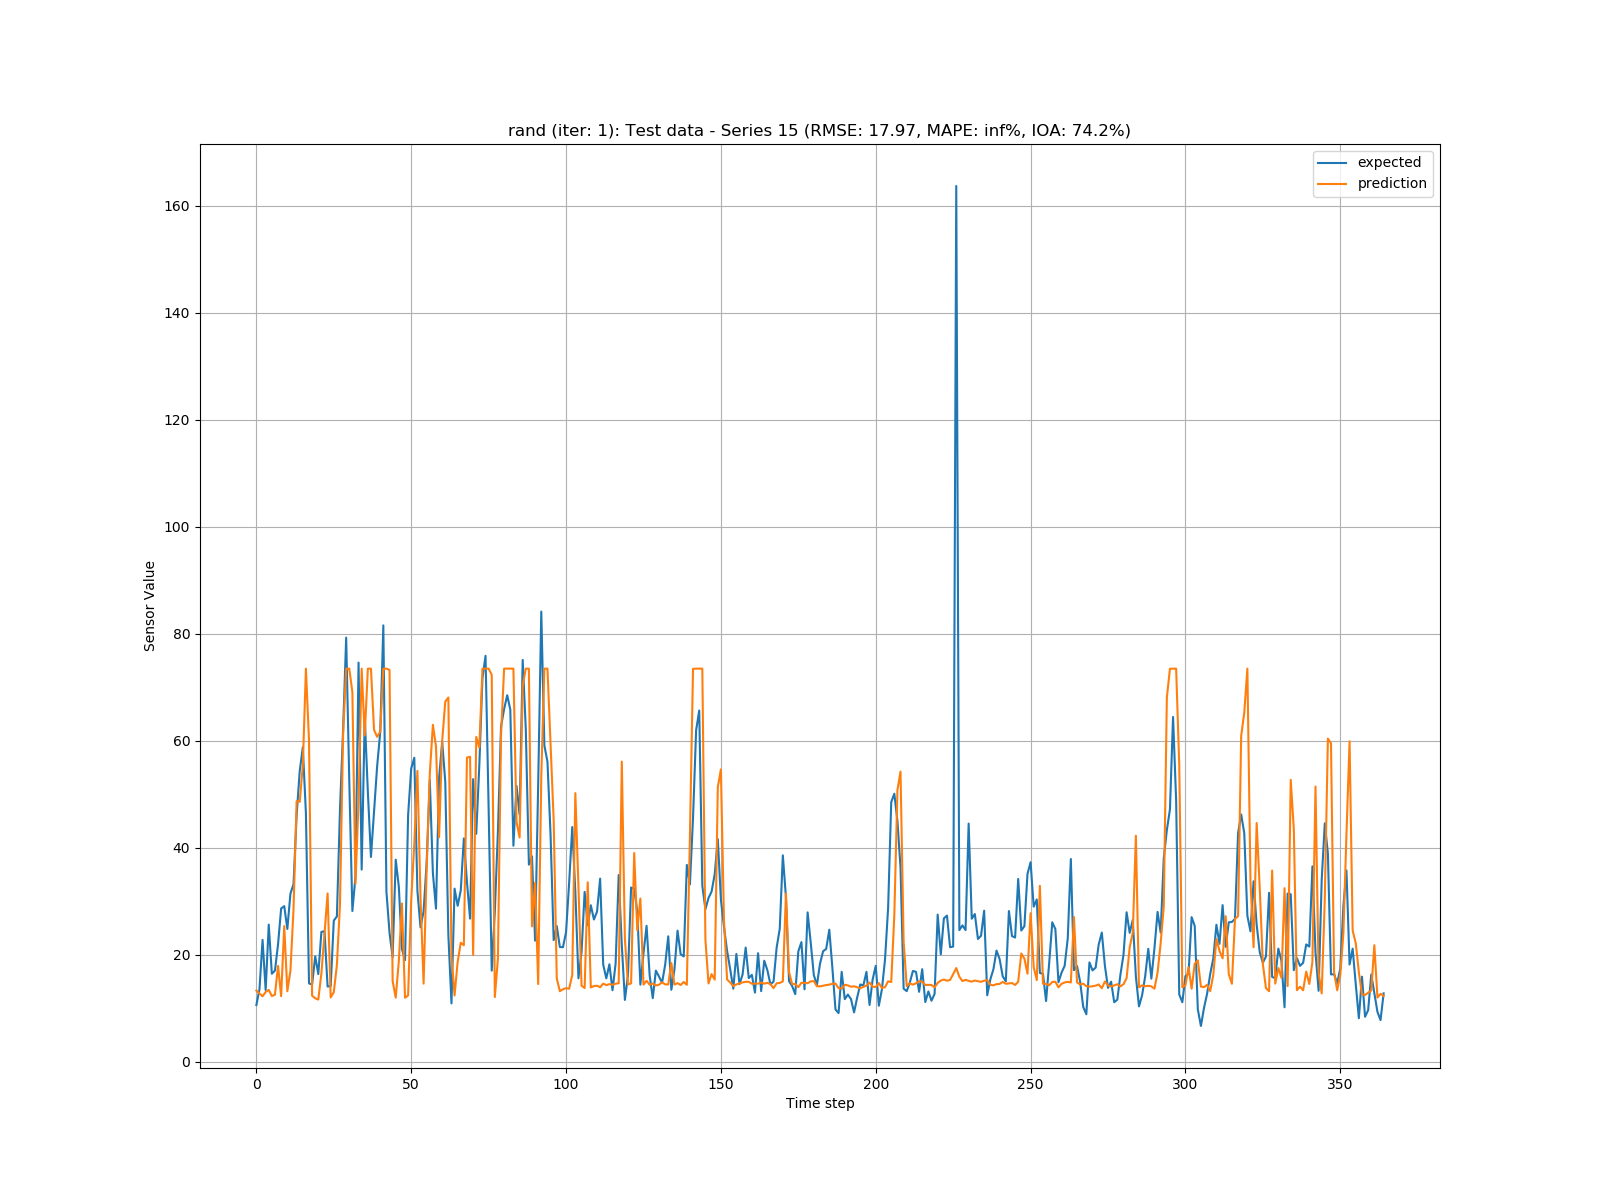 rand (iter: 1): Test data - Series 15 (RMSE: 17.97, MAPE: inf%, IOA: 74.2%)
expected
prediction
160
140
120
100
80
60
40
20
0
Sensor Value
0 50 100 150 200 250 300 350
Time step